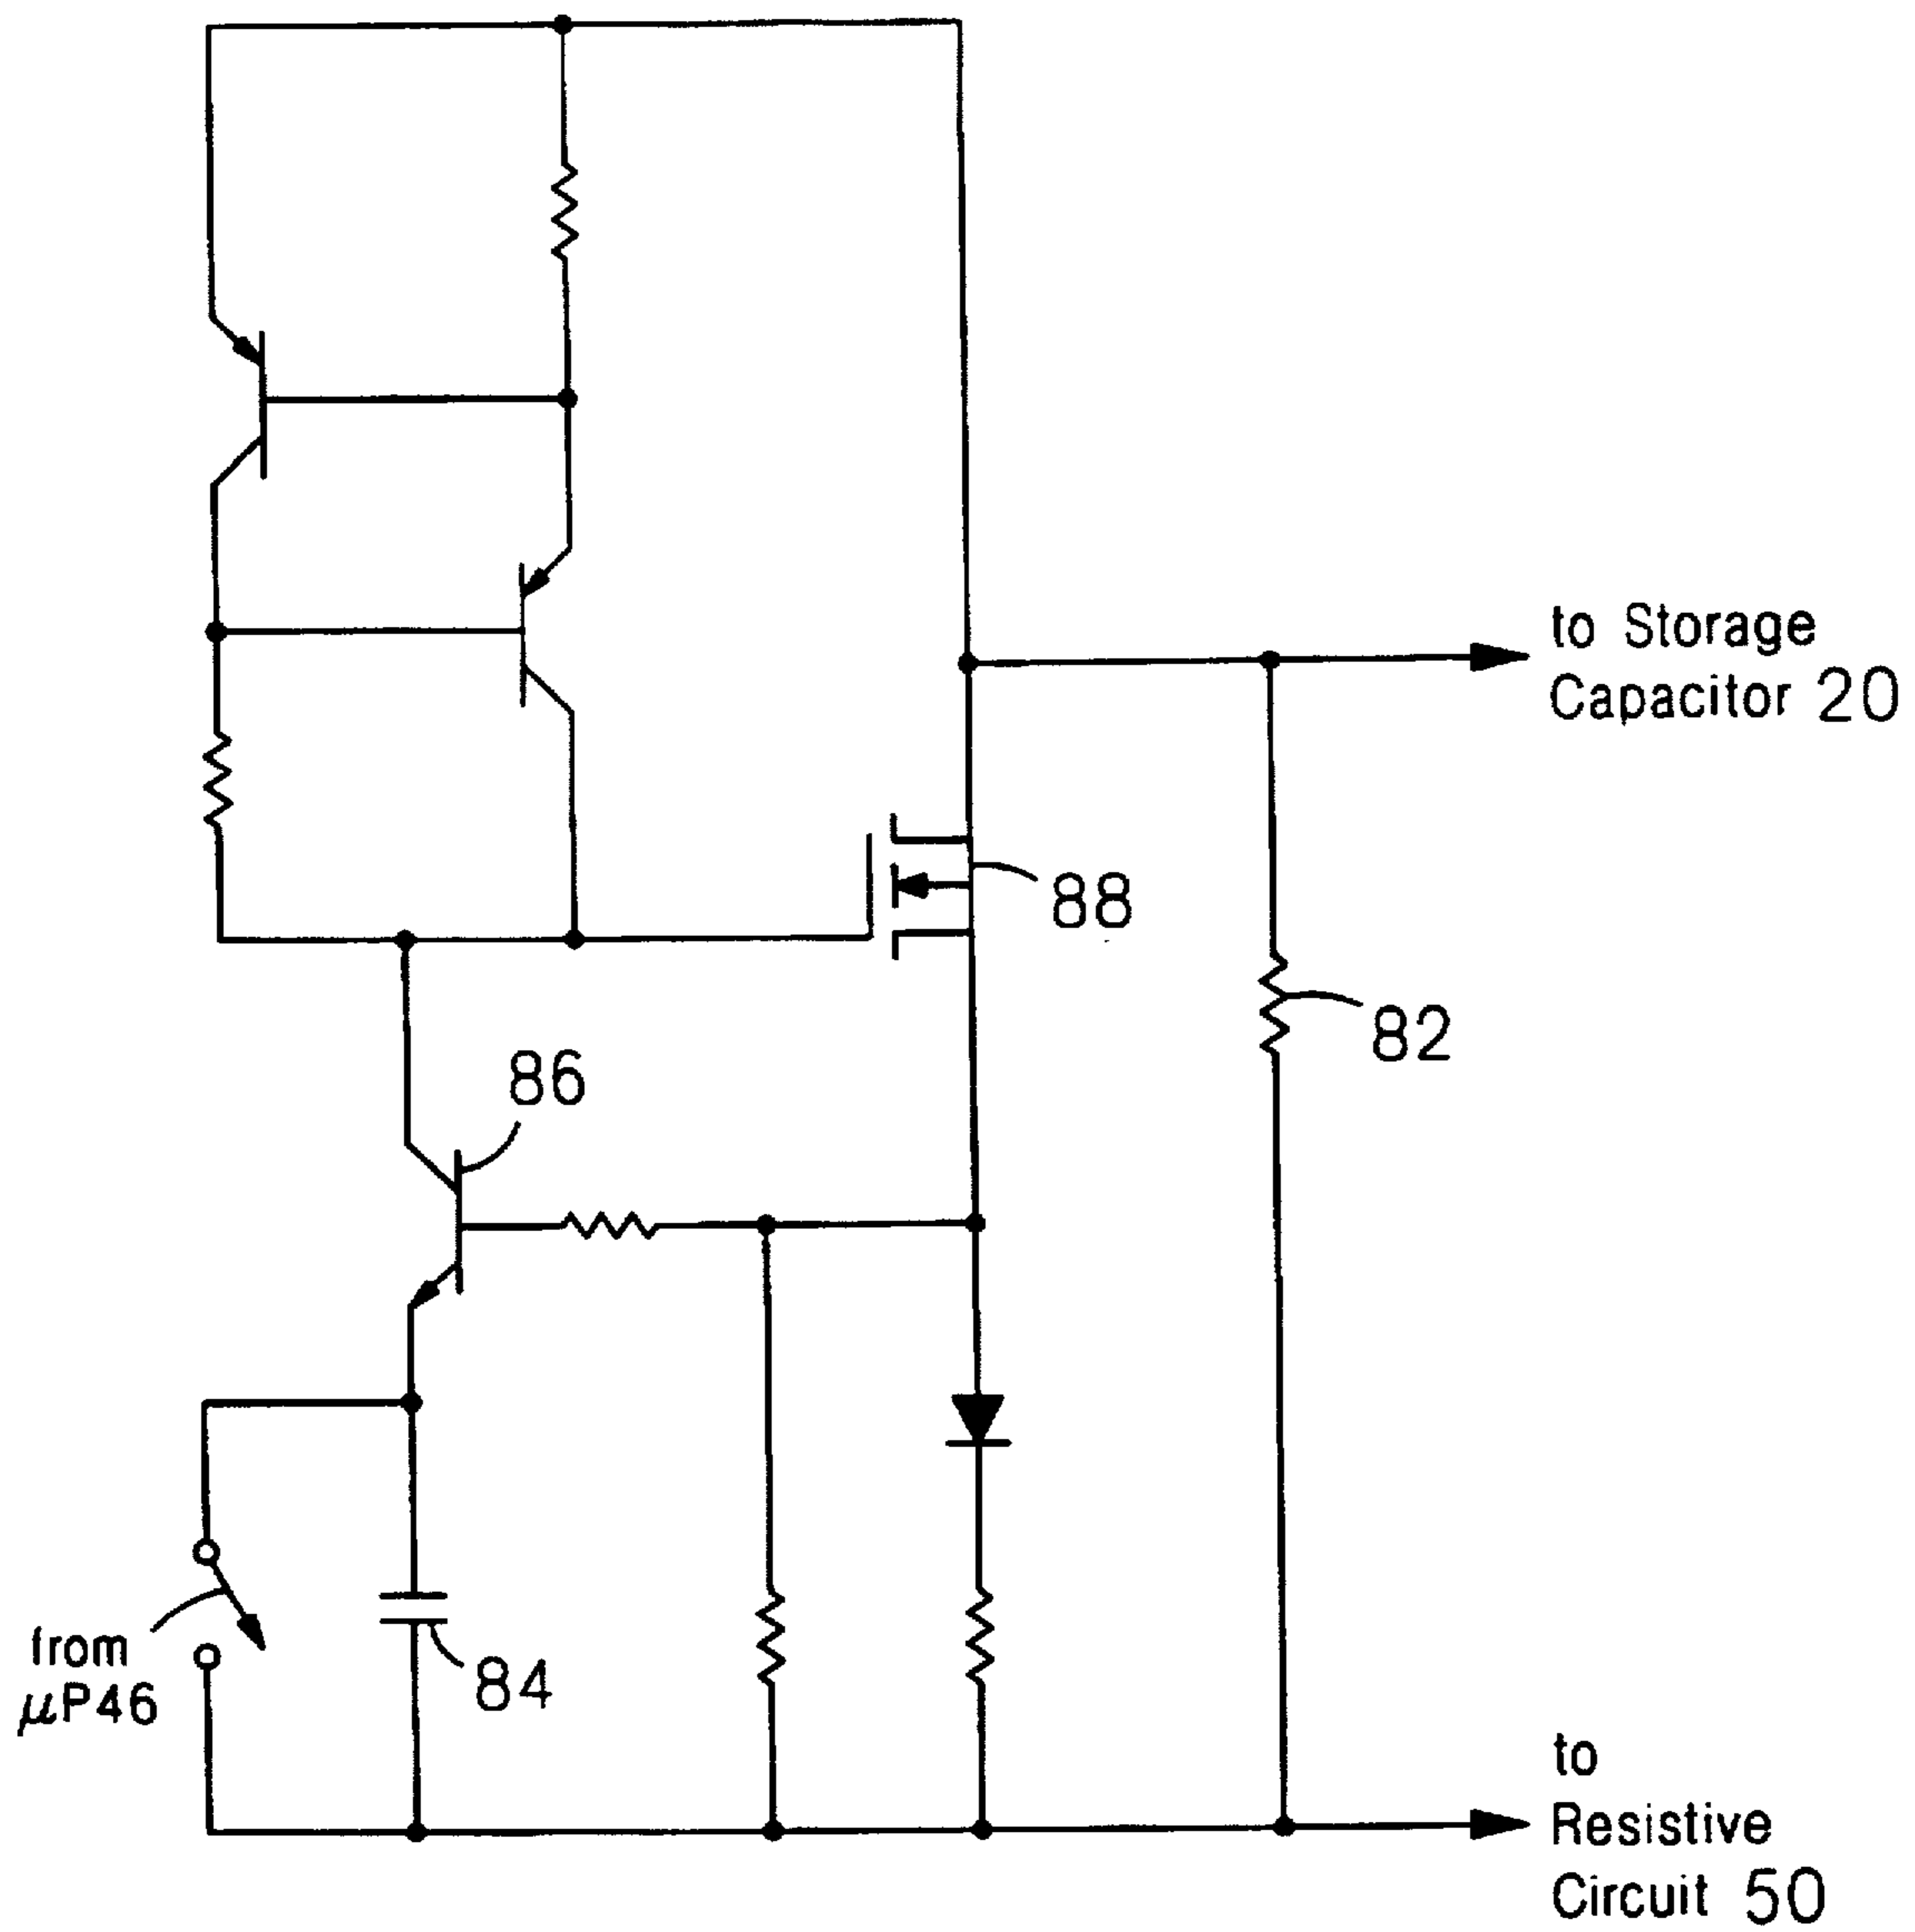 to Storage
Capacitor 20
88
82
86
from
μP46
84
to
Resistive
Circuit 50